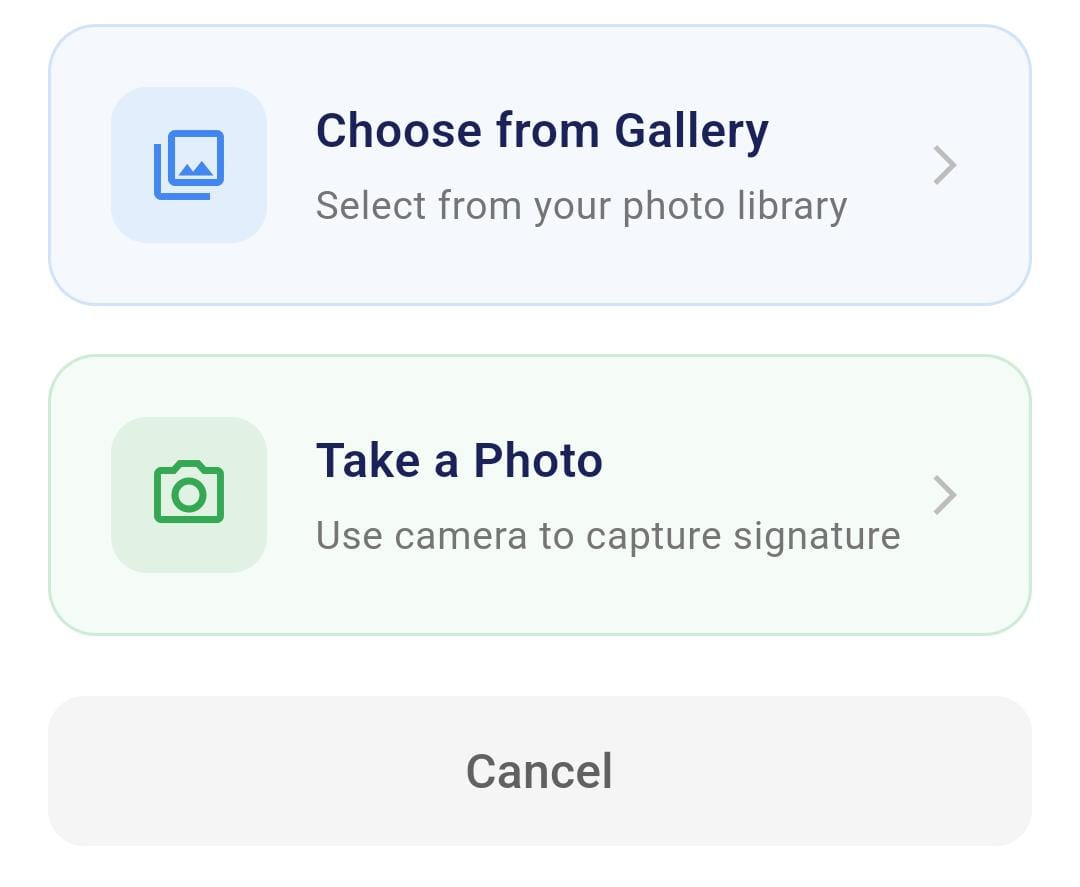 Choose from Gallery
Select from your photo library
Take a Photo
Use camera to capture signature
Cancel